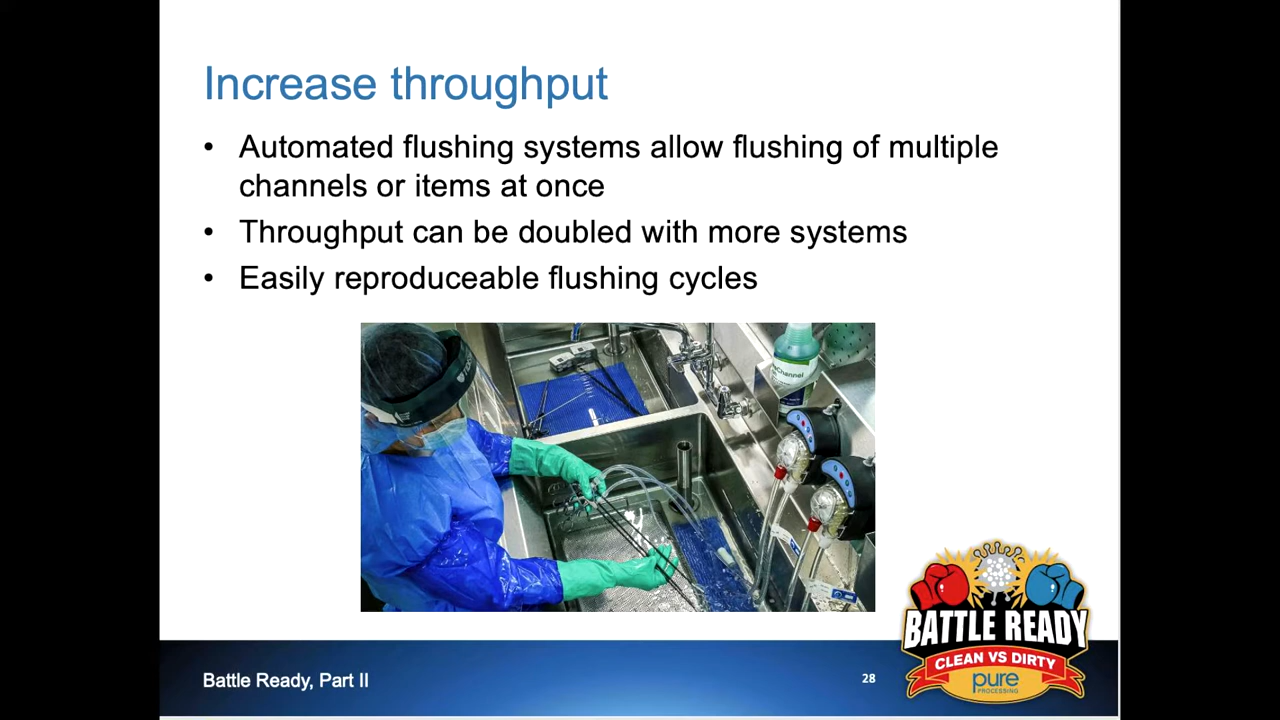 Increase throughput
• Automated flushing systems allow flushing of multiple
channels or items at once
• Throughput can be doubled with more systems
• Easily reproduceable flushing cycles
Channel
BATTLE READY
CLEAN VS DIRTY
pure
PROCESSING
Battle Ready, Part II
28